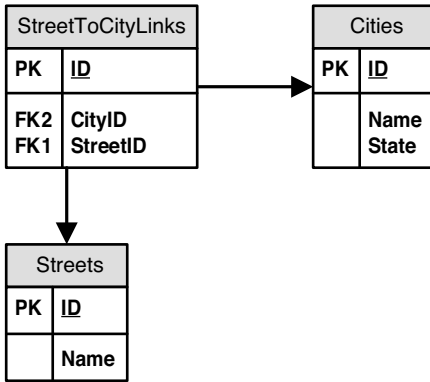 StreetToCityLinks
PK ID
FK2 CityID
FK1 StreetID
Cities
PK ID
Name
State
Streets
PK ID
Name